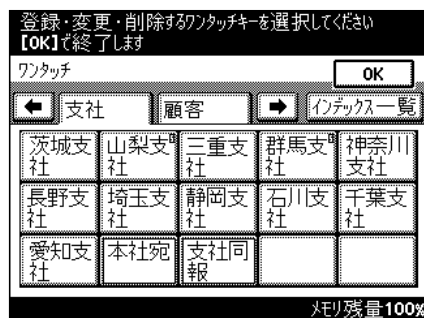 登録・変更・削除するﾜﾝﾀｯﾁｷｰを選択してください
[OK]で終了します
ﾜﾝﾀｯﾁ
OK
支社 顧客 ｲﾝﾃﾞｯｸｽ一覧
茨城支社 山梨支社 三重支社 群馬支社 神奈川支社
長野支社 埼玉支社 静岡支社 石川支社 千葉支社
愛知支社 本社宛 支社同報
ﾒﾓﾘ残量100%